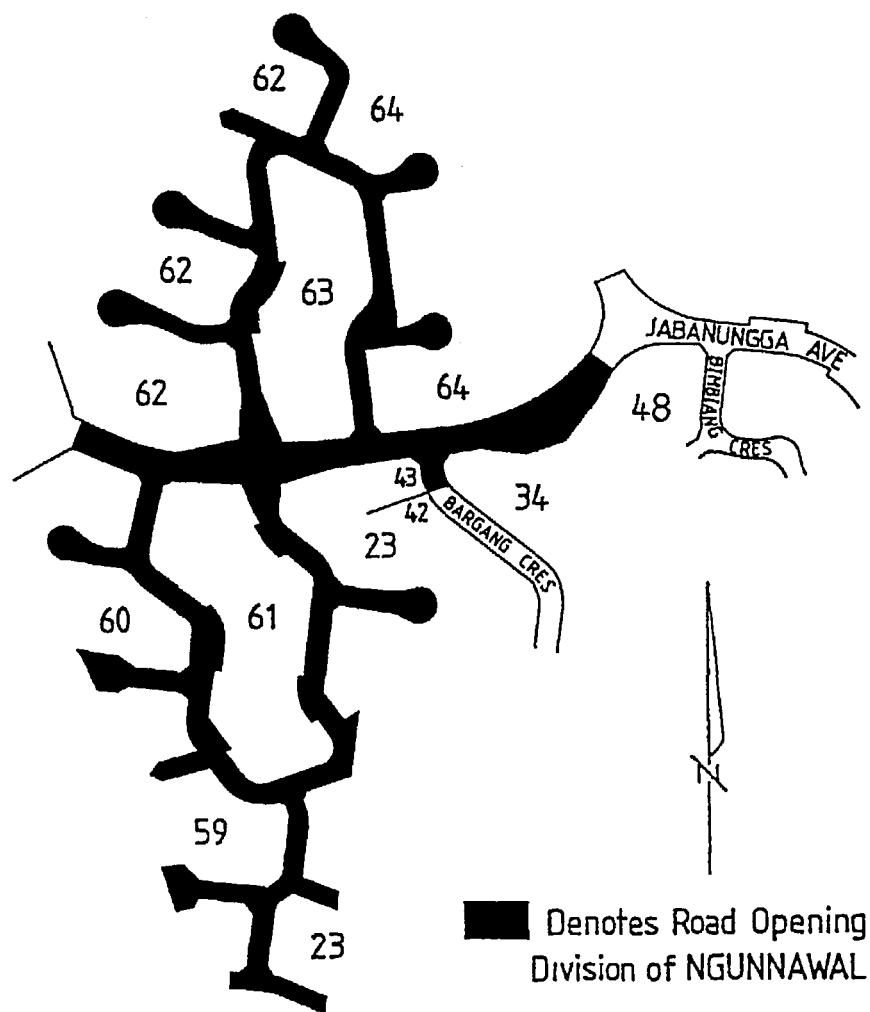 62
64
62
63
JABANUNGGA AVE
62
64
48
BIMBIANG CRES
43
34
42
BARGANG CRES
23
60
61
N
59
23
Denotes Road Opening
Division of NGUNNAWAL